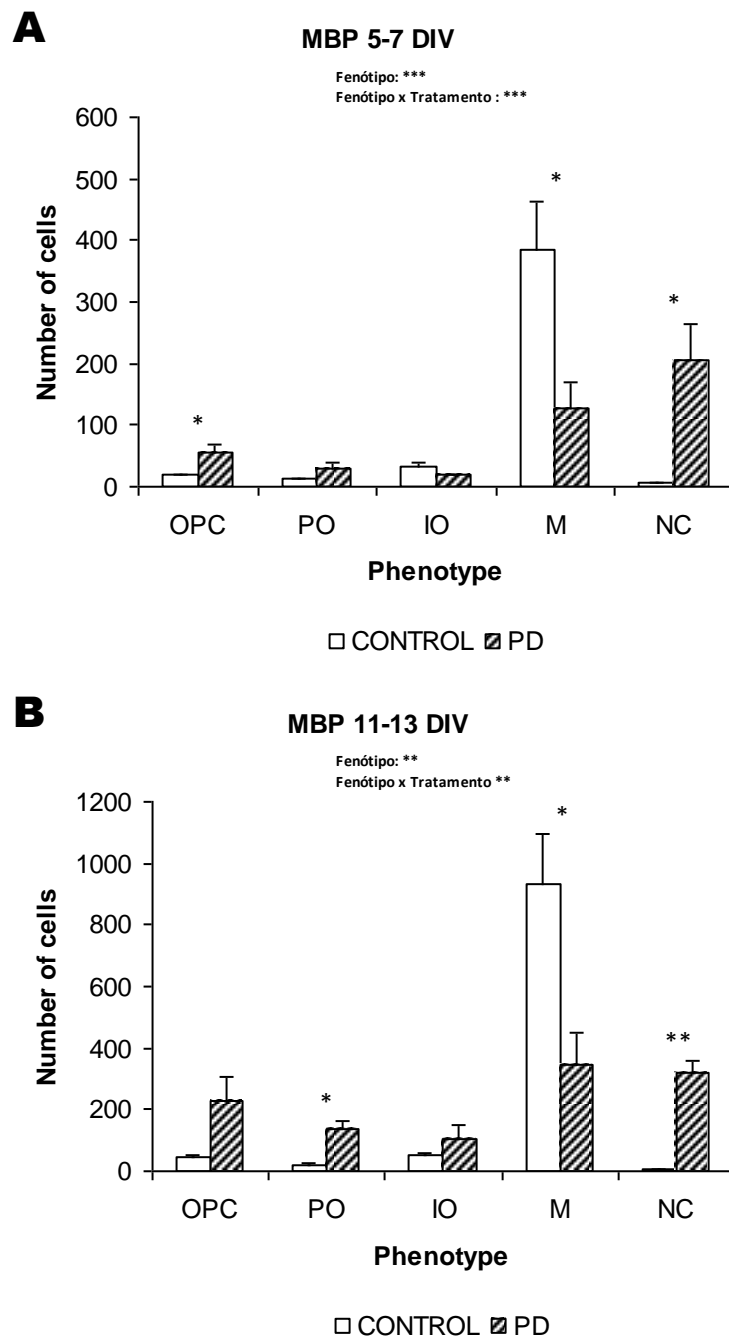 A
MBP 5-7 DIV
Fenótipo: ***
Fenótipo x Tratamento : ***
600
500
400
300
200
100
0
Number of cells
*
*
*
OPC PO IO M NC
Phenotype
CONTROL PD
B
MBP 11-13 DIV
Fenótipo: **
Fenótipo x Tratamento **
1200
1000
800
600
400
200
0
Number of cells
*
*
**
OPC PO IO M NC
Phenotype
CONTROL PD